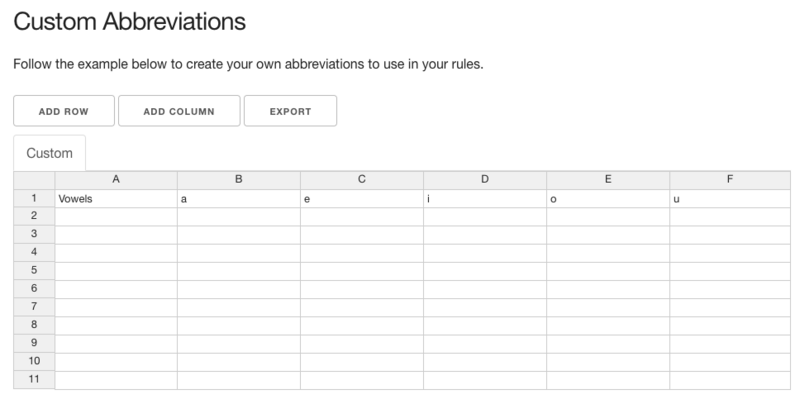 Custom Abbreviations
Follow the example below to create your own abbreviations to use in your rules.
ADD ROW ADD COLUMN EXPORT
Custom
A B C D E F
1 Vowels a e i o u
2
3
4
5
6
7
8
9
10
11